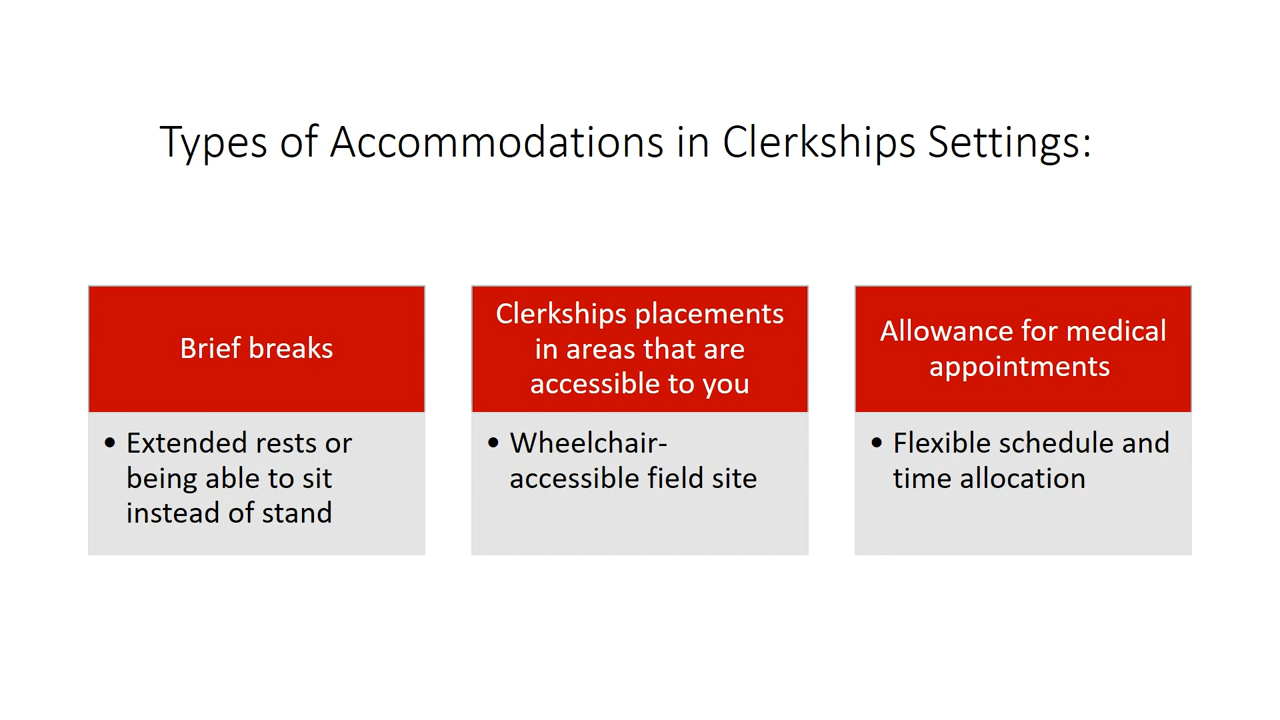 Types of Accommodations in Clerkships Settings:
Brief breaks
• Extended rests or
being able to sit
instead of stand
Clerkships placements
in areas that are
accessible to you
• Wheelchair-
accessible field site
Allowance for medical
appointments
• Flexible schedule and
time allocation